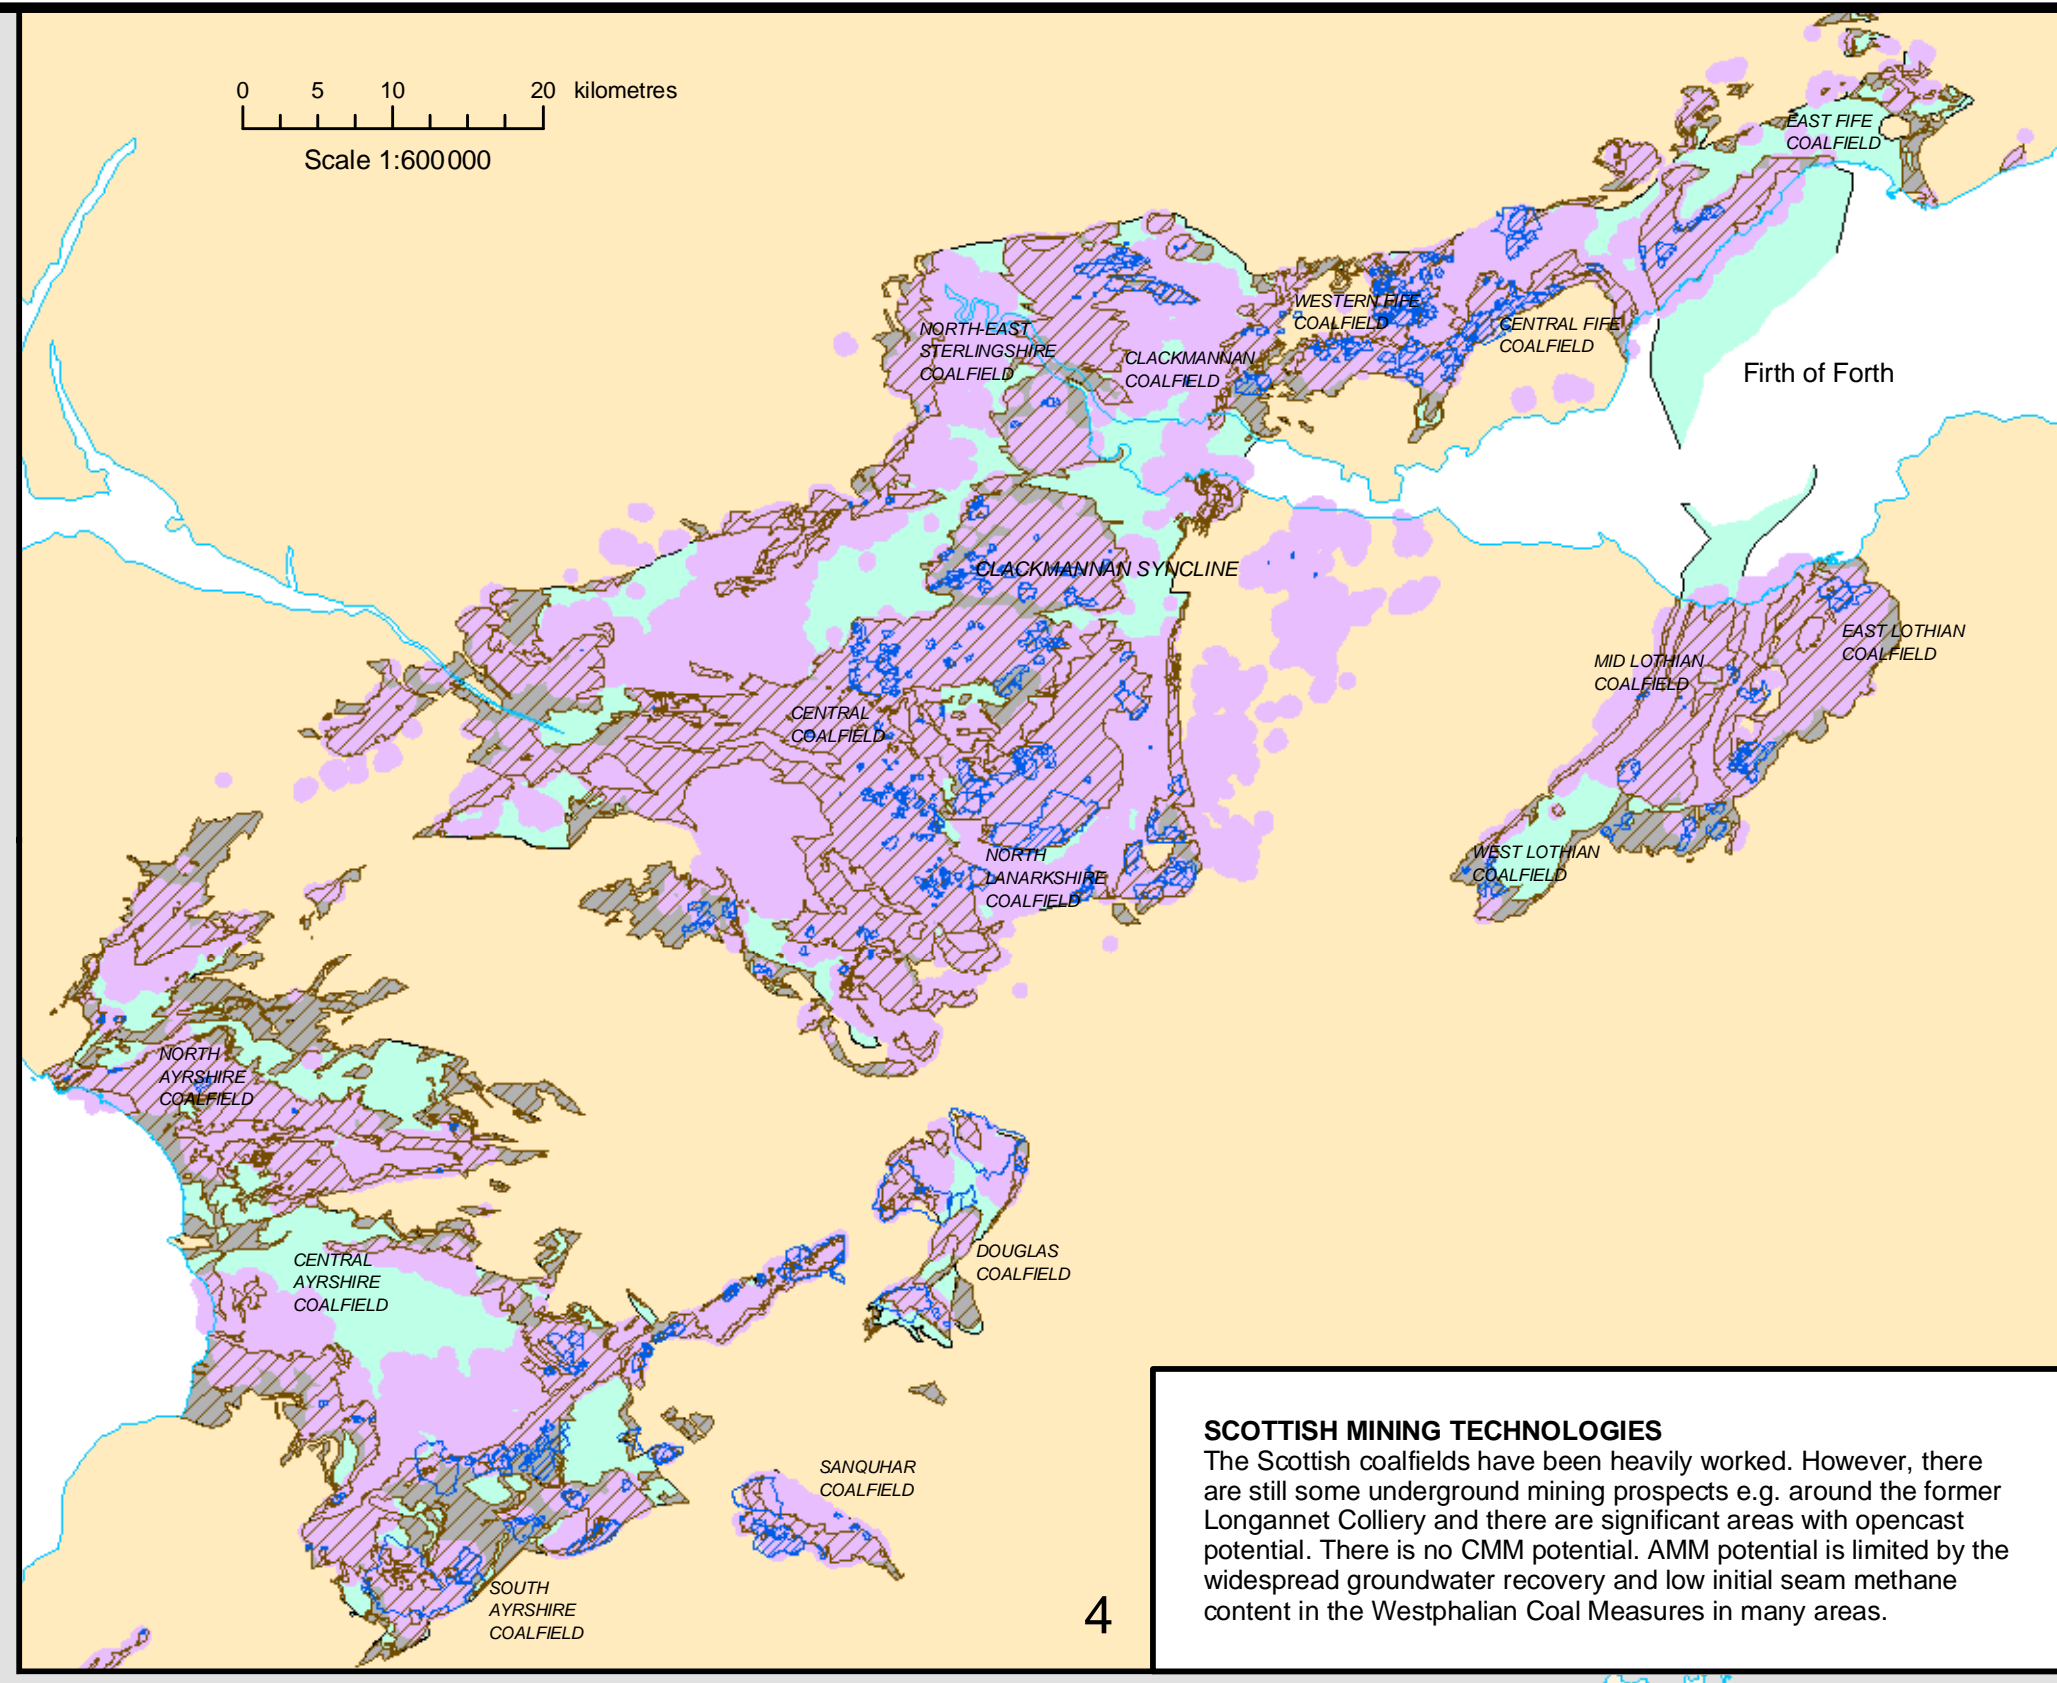 0 5 10 20 kilometres
Scale 1:600 000
EAST FIFE
COALFIELD
WESTERN FIFE
COALFIELD
CENTRAL FIFE
COALFIELD
NORTH-EAST
STERLINGSHIRE
COALFIELD
CLACKMANNAN
COALFIELD
Firth of Forth
CLACKMANNAN SYNCLINE
EAST LOTHIAN
COALFIELD
MID LOTHIAN
COALFIELD
CENTRAL
COALFIELD
NORTH
LANARKSHIRE
COALFIELD
WEST LOTHIAN
COALFIELD
NORTH
AYRSHIRE
COALFIELD
CENTRAL
AYRSHIRE
COALFIELD
DOUGLAS
COALFIELD
SANQUHAR
COALFIELD
SOUTH
AYRSHIRE
COALFIELD
4
SCOTTISH MINING TECHNOLOGIES
The Scottish coalfields have been heavily worked. However, there
are still some underground mining prospects e.g. around the former
Longannet Colliery and there are significant areas with opencast
potential. There is no CMM potential. AMM potential is limited by the
widespread groundwater recovery and low initial seam methane
content in the Westphalian Coal Measures in many areas.